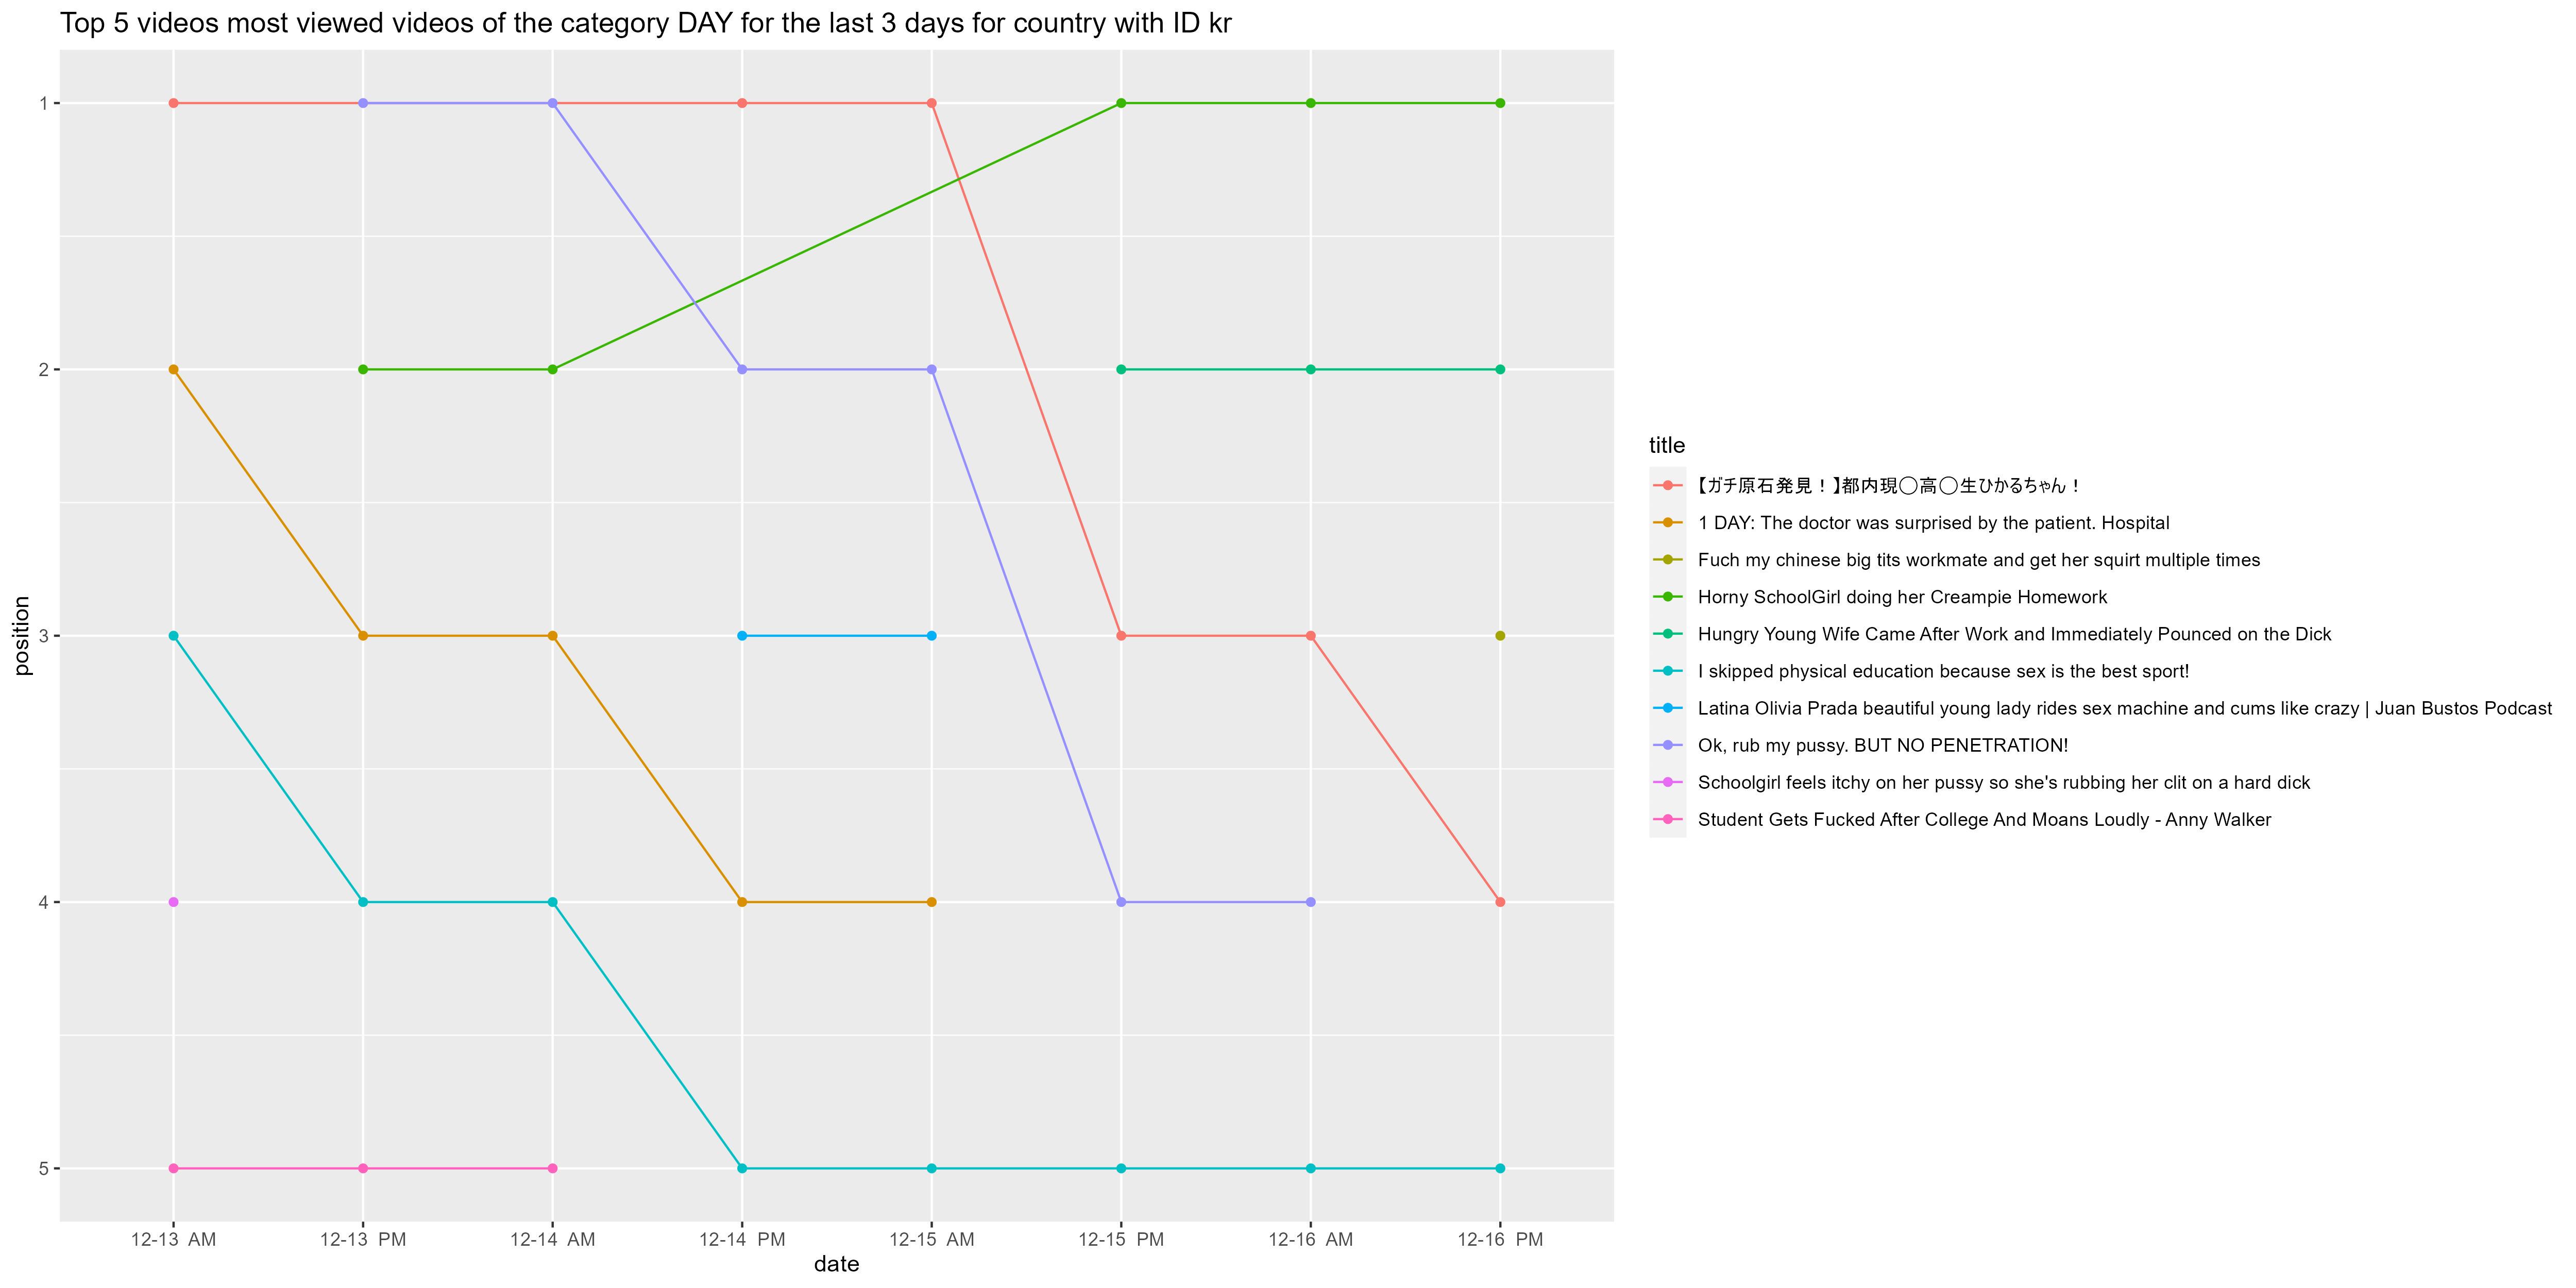 Top 5 videos most viewed videos of the category DAY for the last 3 days for country with ID kr
position
1
2
3
4
5
12-13 AM
12-13 PM
12-14 AM
12-14 PM
12-15 AM
12-15 PM
12-16 AM
12-16 PM
date
title
【ガチ原石発見！】都内現◯高◯生ひかるちゃん！
1 DAY: The doctor was surprised by the patient. Hospital
Fuch my chinese big tits workmate and get her squirt multiple times
Horny SchoolGirl doing her Creampie Homework
Hungry Young Wife Came After Work and Immediately Pounced on the Dick
I skipped physical education because sex is the best sport!
Latina Olivia Prada beautiful young lady rides sex machine and cums like crazy | Juan Bustos Podcast
Ok, rub my pussy. BUT NO PENETRATION!
Schoolgirl feels itchy on her pussy so she's rubbing her clit on a hard dick
Student Gets Fucked After College And Moans Loudly - Anny Walker